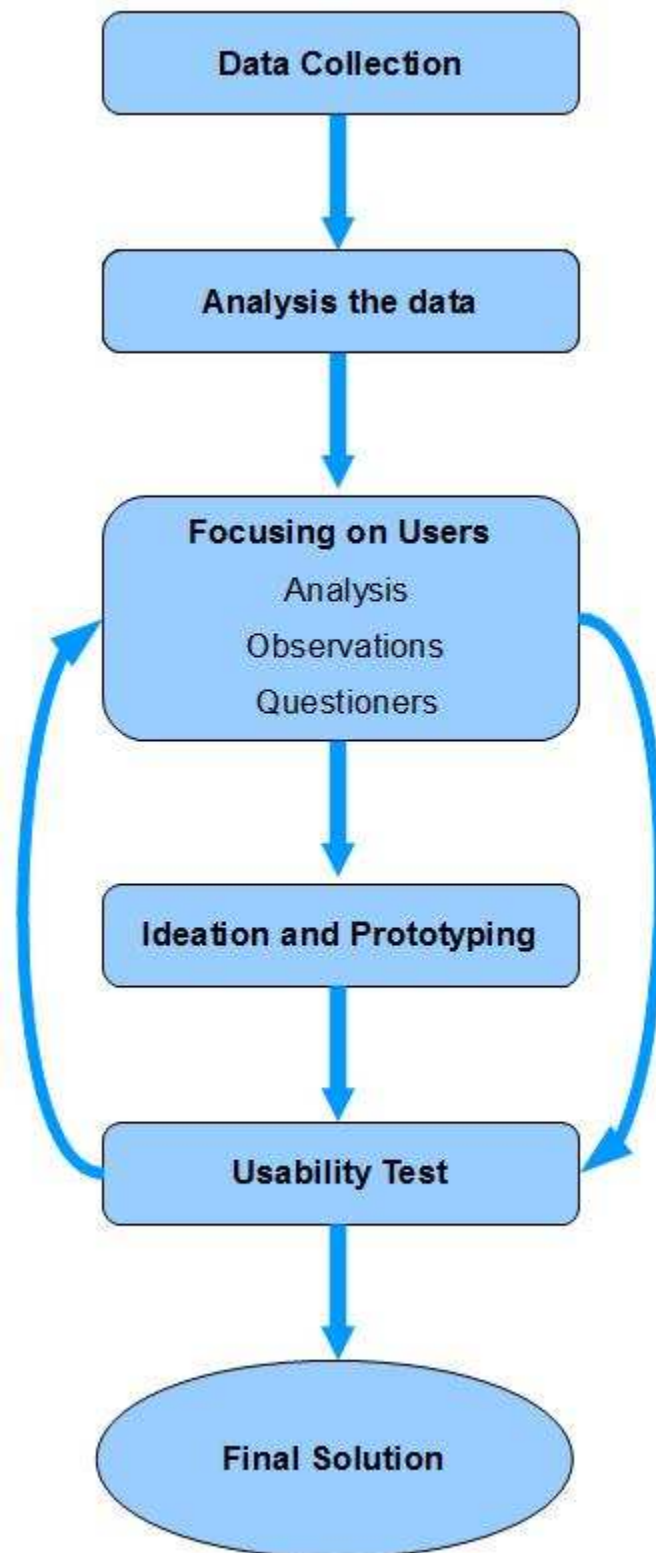 Data Collection
Analysis the data
Focusing on Users
Analysis
Observations
Questioners
Ideation and Prototyping
Usability Test
Final Solution